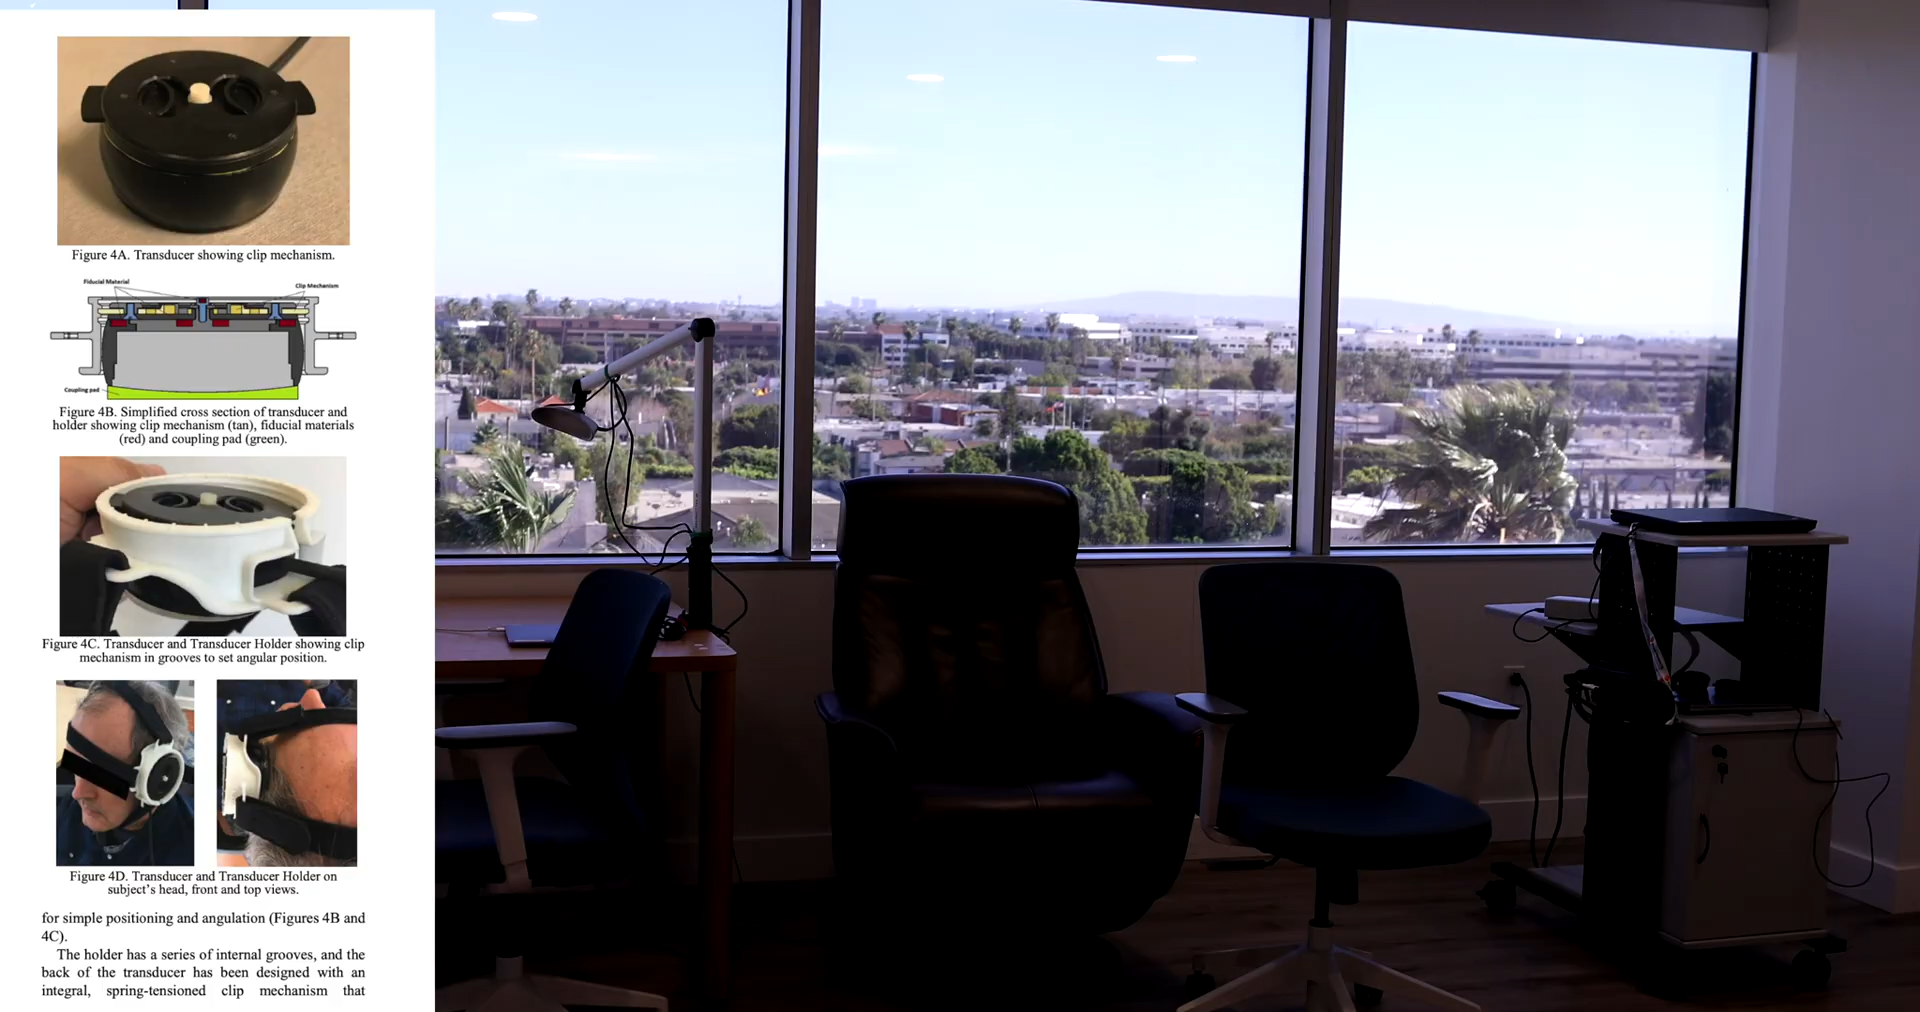 Figure 4A. Transducer showing clip mechanism.
Fiducial Material
Clip Mechanism
Coupling pad
Figure 4B. Simplified cross section of transducer and
holder showing clip mechanism (tan), fiducial materials
(red) and coupling pad (green).
Figure 4C. Transducer and Transducer Holder showing clip
mechanism in grooves to set angular position.
Figure 4D. Transducer and Transducer Holder on
subject's head, front and top views.
for simple positioning and angulation (Figures 4B and
4C).
The holder has a series of internal grooves, and the
back of the transducer has been designed with an
integral, spring-tensioned clip mechanism that